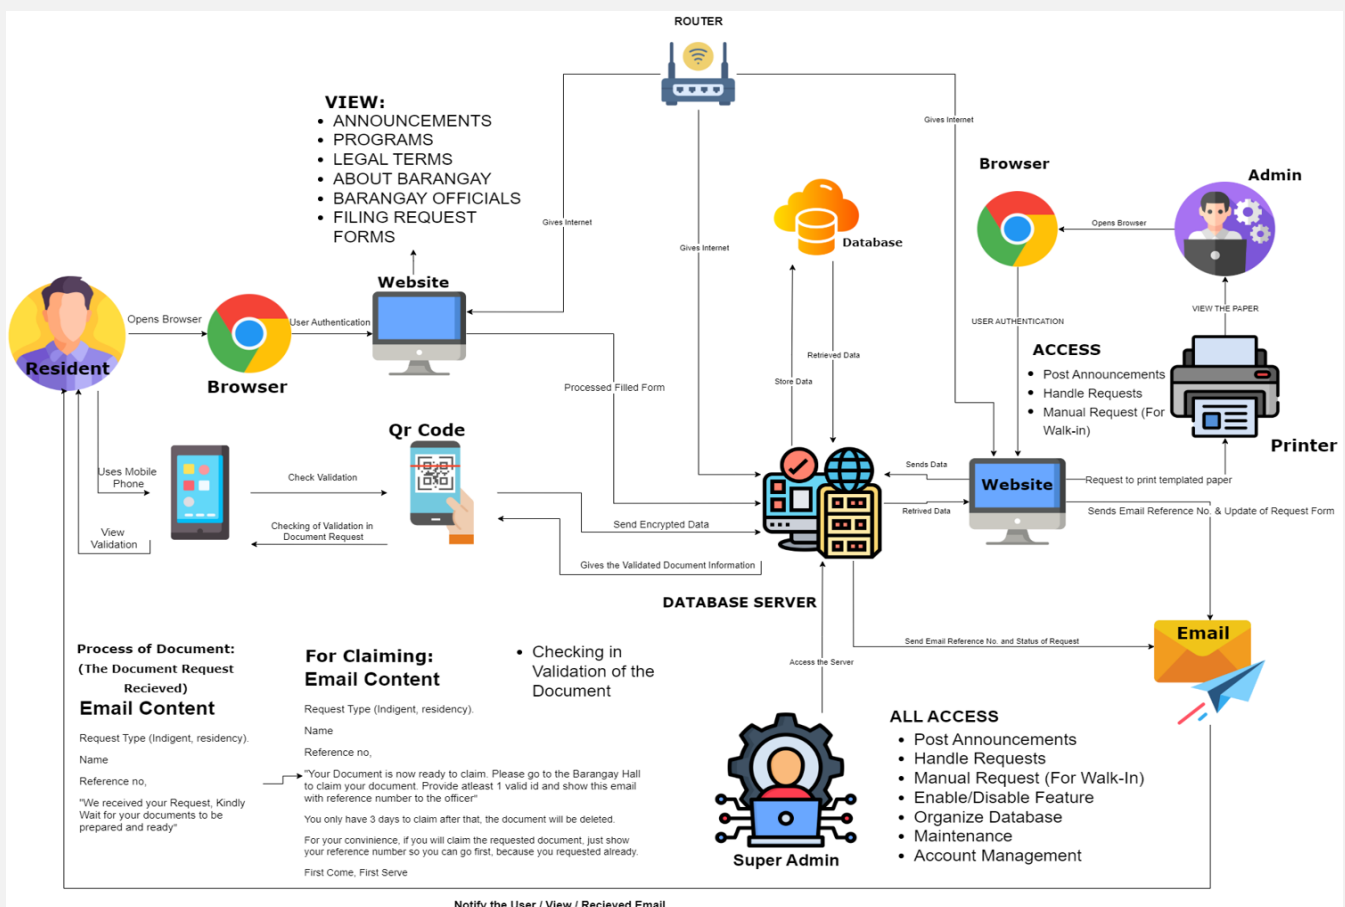 ROUTER
VIEW:
• ANNOUNCEMENTS
• PROGRAMS
• LEGAL TERMS
• ABOUT BARANGAY
• BARANGAY OFFICIALS
• FILING REQUEST
FORMS
Gives Internet
Gives Internet
Gives Internet
Browser
Admin
Opens Browser
Database
Website
Resident
Opens Browser
Browser
User Authentication
USER AUTHENTICATION
VIEW THE PAPER
ACCESS
• Post Announcements
• Handle Requests
• Manual Request (For
Walk-in)
Printer
Retrieved Data
Store Data
Processed Filled Form
Qr Code
Uses Mobile
Phone
Check Validation
Checking of Validation in
Document Request
View
Validation
Send Encrypted Data
Gives the Validated Document Information
Sends Data
Retrived Data
Website
Request to print templated paper
Sends Email Reference No. & Update of Request Form
DATABASE SERVER
Access the Server
Send Email Reference No. and Status of Request
Email
Process of Document:
(The Document Request
Recieved)
Email Content
Request Type (Indigent, residency).
Name
Reference no,
"We received your Request, Kindly
Wait for your documents to be
prepared and ready"
For Claiming:
Email Content
Request Type (Indigent, residency).
Name
Reference no,
"Your Document is now ready to claim. Please go to the Barangay Hall
to claim your document. Provide atleast 1 valid id and show this email
with reference number to the officer"
You only have 3 days to claim after that, the document will be deleted.
For your convinience, if you will claim the requested document, just show
your reference number so you can go first, because you requested already.
First Come, First Serve
• Checking in
Validation of the
Document
Super Admin
ALL ACCESS
• Post Announcements
• Handle Requests
• Manual Request (For Walk-In)
• Enable/Disable Feature
• Organize Database
• Maintenance
• Account Management
Notify the User / View / Recieved Email